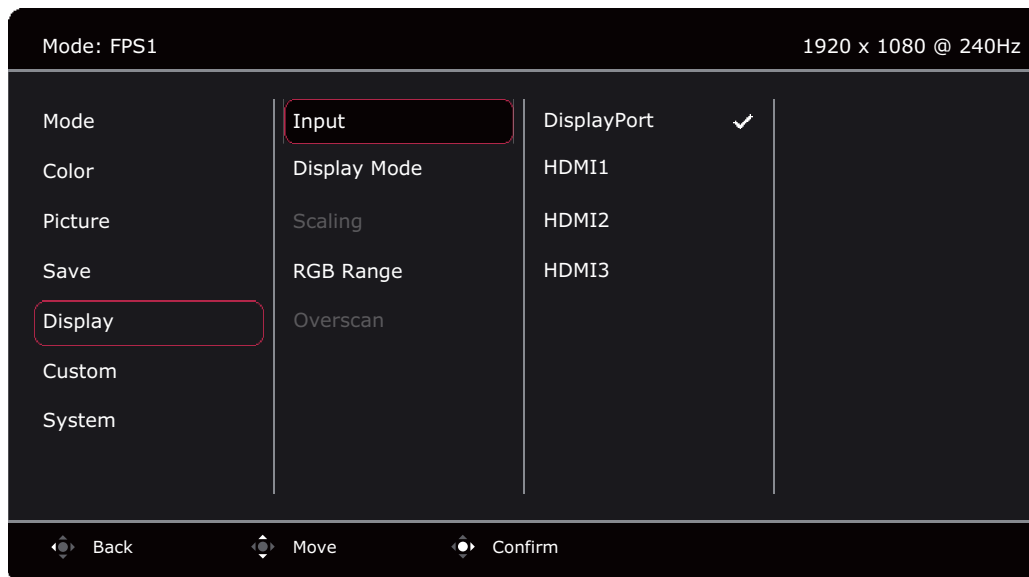 Mode: FPS1
1920 x 1080 @ 240Hz
Mode
Color
Picture
Save
Display
Custom
System
Input
Display Mode
Scaling
RGB Range
Overscan
DisplayPort
HDMI1
HDMI2
HDMI3
Back
Move
Confirm